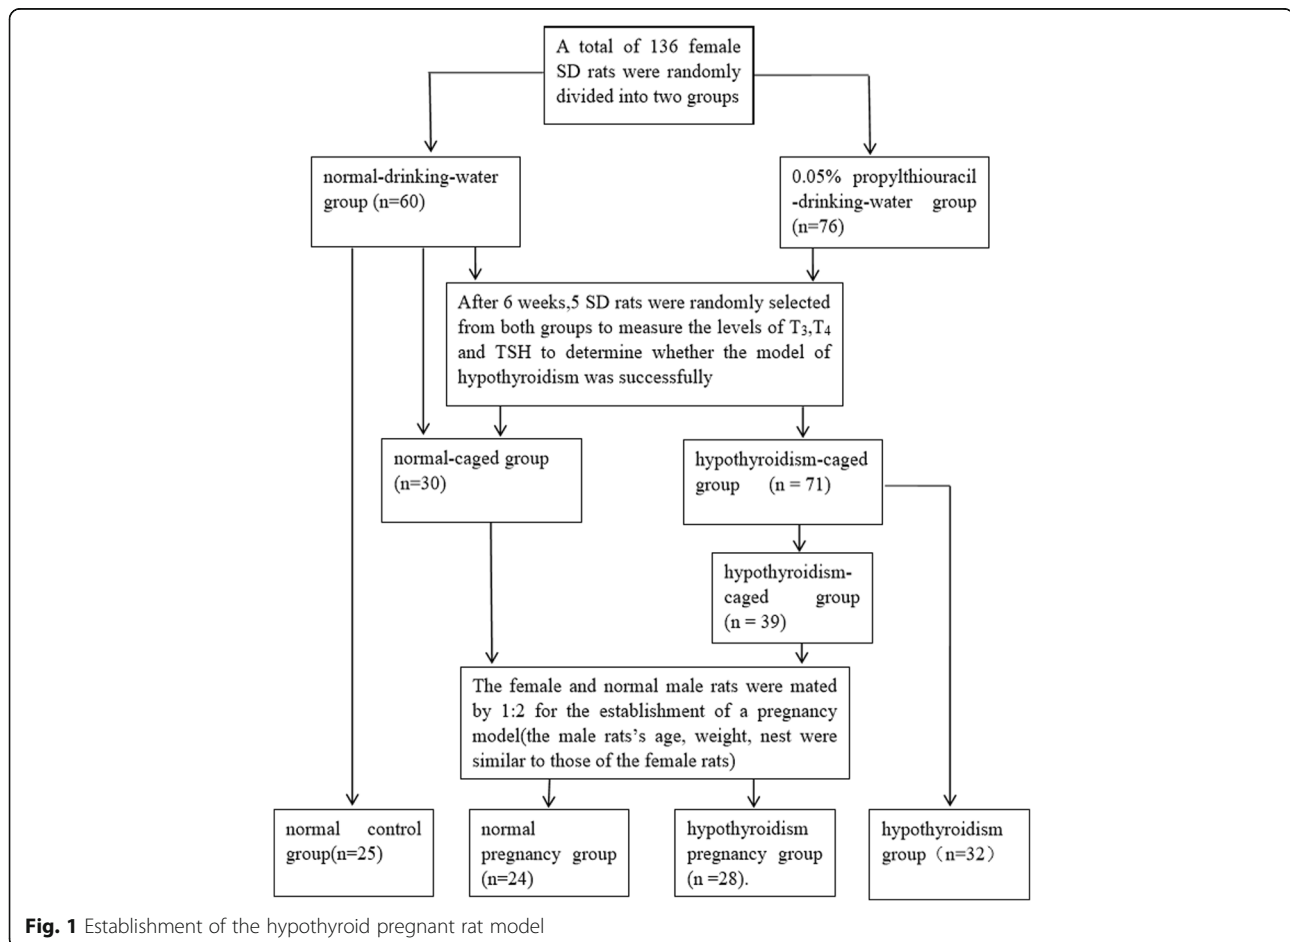 A total of 136 female
SD rats were randomly
divided into two groups
normal-drinking-water
group (n=60)
0.05% propylthiouracil
-drinking-water group
(n=76)
After 6 weeks,5 SD rats were randomly selected
from both groups to measure the levels of T₃,T₄
and TSH to determine whether the model of
hypothyroidism was successfully
normal-caged group
(n=30)
hypothyroidism-caged
group (n = 71)
hypothyroidism-
caged group
(n = 39)
The female and normal male rats were mated
by 1:2 for the establishment of a pregnancy
model(the male rats's age, weight, nest were
similar to those of the female rats)
normal control
group(n=25)
normal
pregnancy group
(n=24)
hypothyroidism
pregnancy group
(n =28).
hypothyroidism
group（n=32）
Fig. 1 Establishment of the hypothyroid pregnant rat model